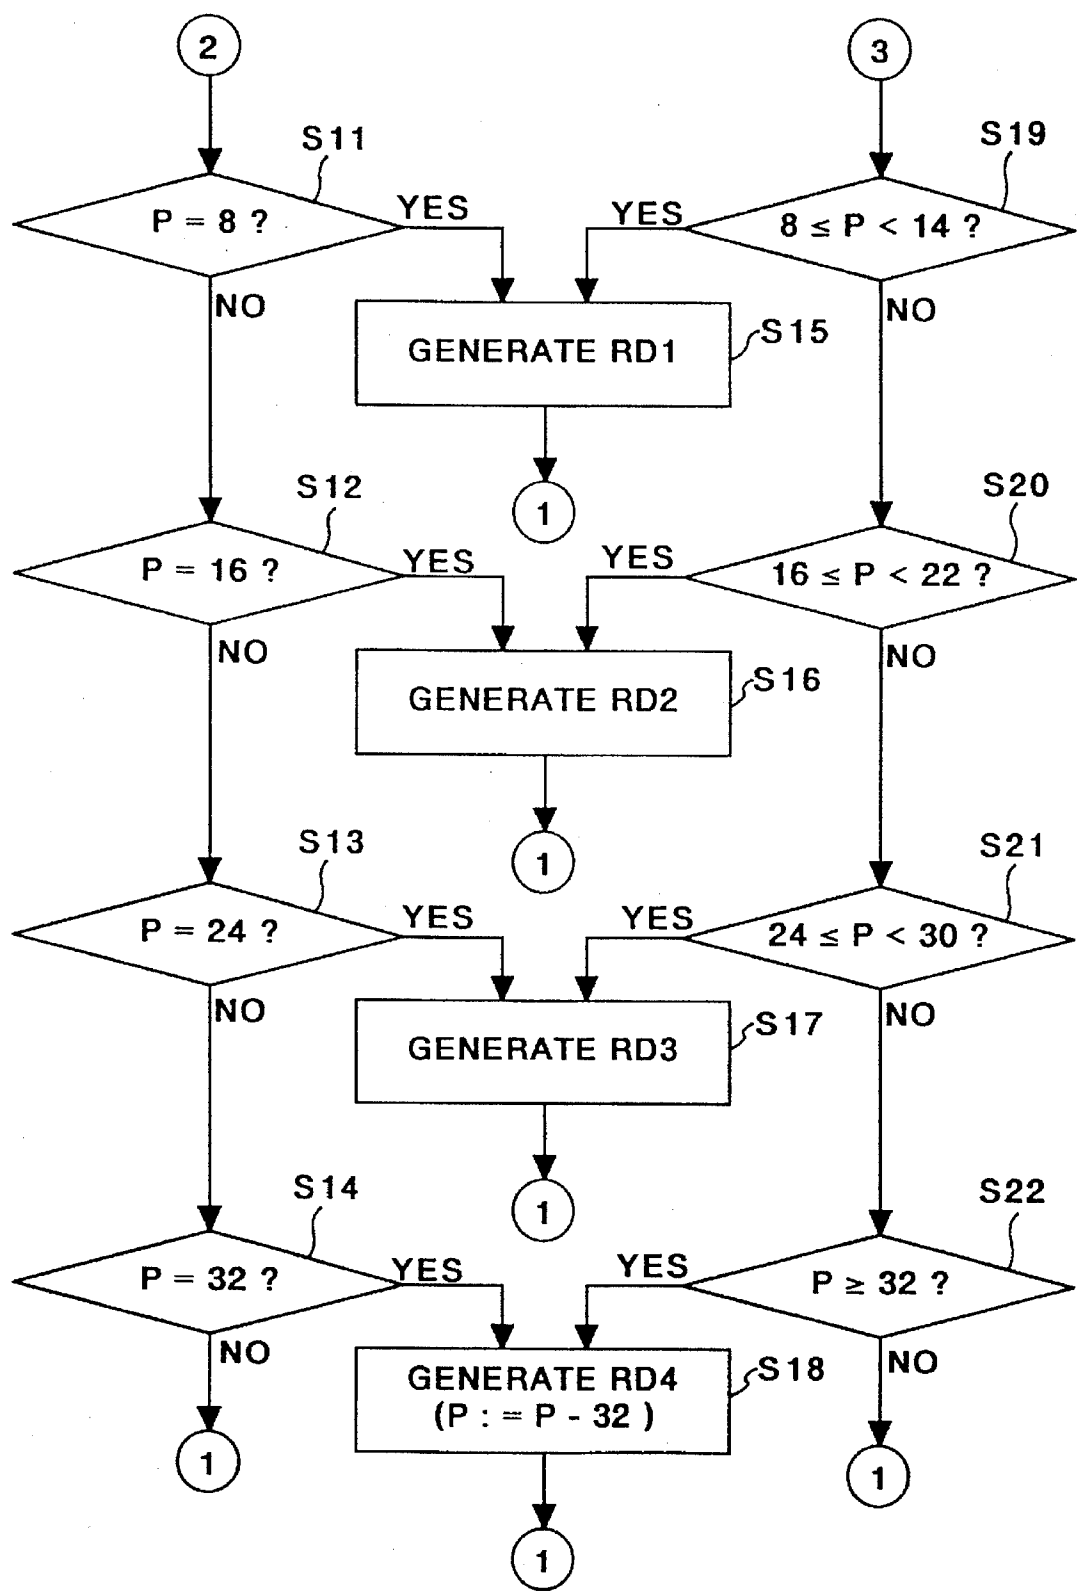 2
3
S11
S19
P = 8 ?
YES
YES
8 ≤ P < 14 ?
NO
NO
GENERATE RD1
S15
1
S12
S20
P = 16 ?
YES
YES
16 ≤ P < 22 ?
NO
NO
GENERATE RD2
S16
1
S13
S21
P = 24 ?
YES
YES
24 ≤ P < 30 ?
NO
NO
GENERATE RD3
S17
1
S14
S22
P = 32 ?
YES
YES
P ≥ 32 ?
NO
NO
GENERATE RD4
(P : = P - 32 )
S18
1
1
1